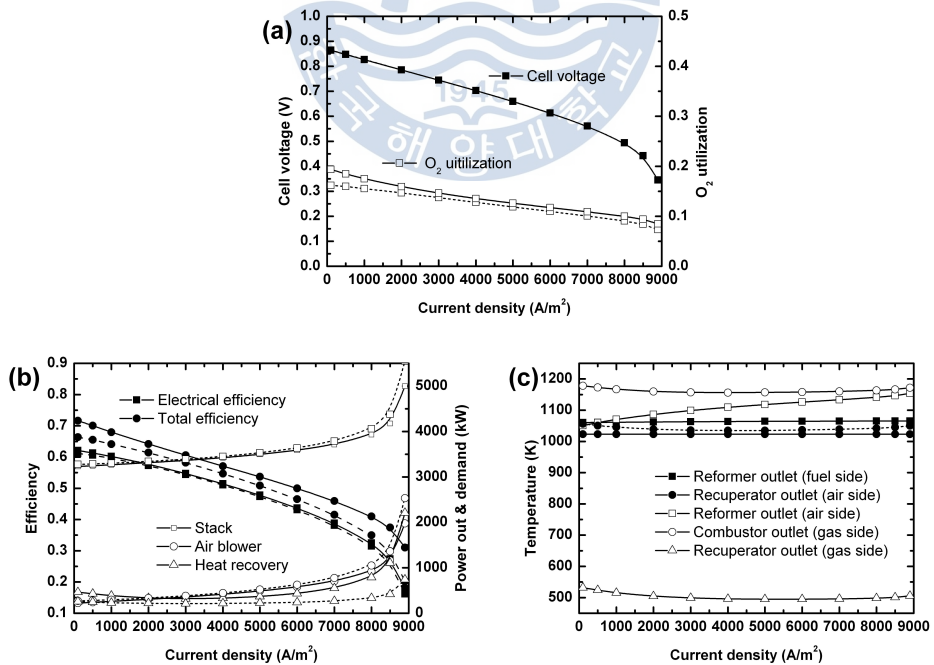 (a)
1.0
0.9
0.8
0.7
0.6
0.5
0.4
0.3
0.2
0.1
0.0
Cell voltage (V)
0.5
0.4
0.3
0.2
0.1
0.0
O2 utilization
Cell voltage
O2 uitilization
1945
해양대학교
0 1000 2000 3000 4000 5000 6000 7000 8000 9000
Current density (A/m2)
(b)
0.9
0.8
0.7
0.6
0.5
0.4
0.3
0.2
0.1
Efficiency
Electrical efficiency
Total efficiency
Stack
Air blower
Heat recovery
5000
4000
3000
2000
1000
0
Power out & demand (kW)
0 1000 2000 3000 4000 5000 6000 7000 8000 9000
Current density (A/m2)
(c)
1200
1100
1000
900
800
700
600
500
Temperature (K)
Reformer outlet (fuel side)
Recuperator outlet (air side)
Reformer outlet (air side)
Combustor outlet (gas side)
Recuperator outlet (gas side)
0 1000 2000 3000 4000 5000 6000 7000 8000 9000
Current density (A/m2)